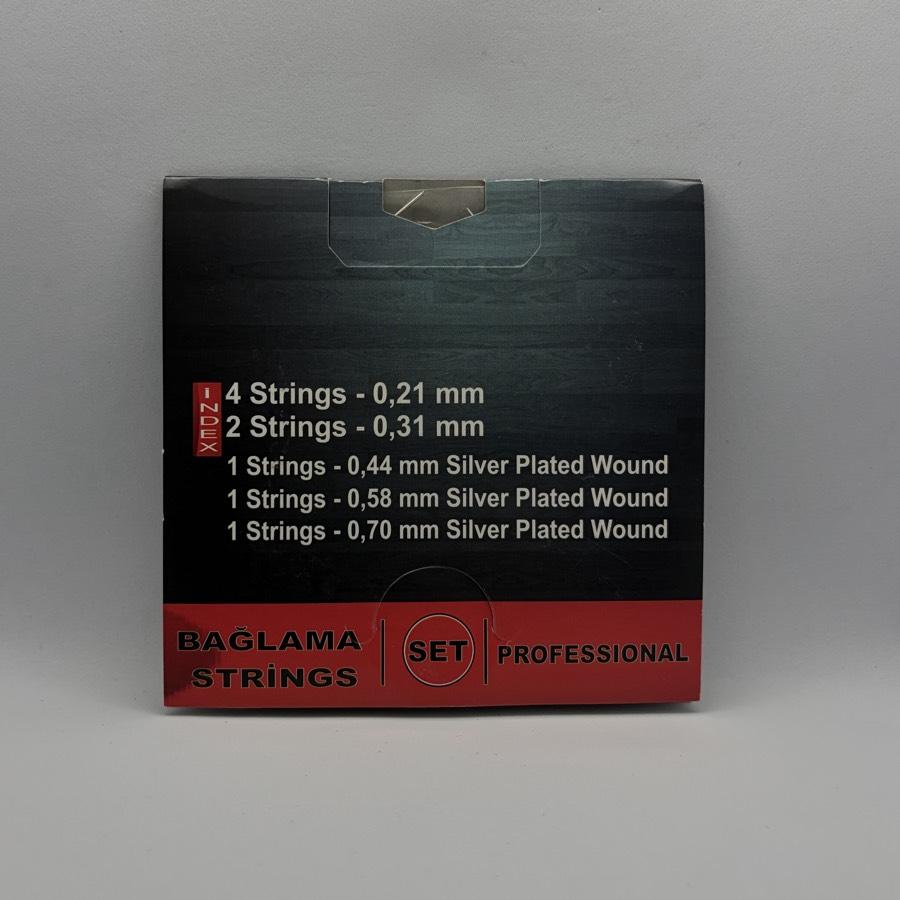 INDEX
4 Strings - 0,21 mm
2 Strings - 0,31 mm
1 Strings - 0,44 mm Silver Plated Wound
1 Strings - 0,58 mm Silver Plated Wound
1 Strings - 0,70 mm Silver Plated Wound
BAĞLAMA
STRİNGS
SET
PROFESSIONAL